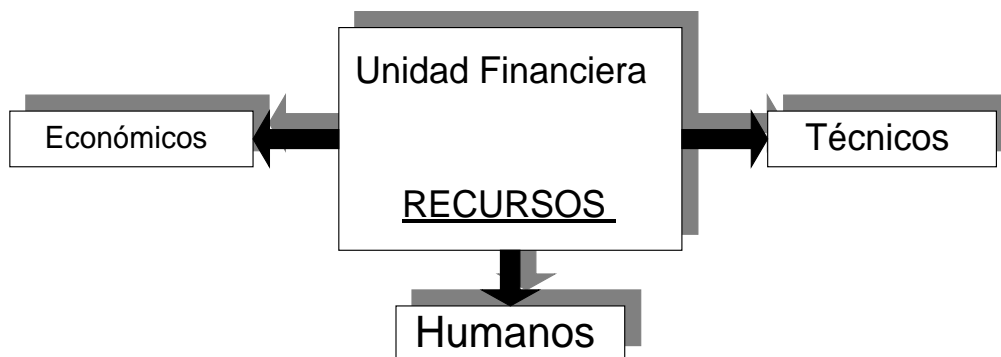 Unidad Financiera
Económicos
Técnicos
RECURSOS
Humanos